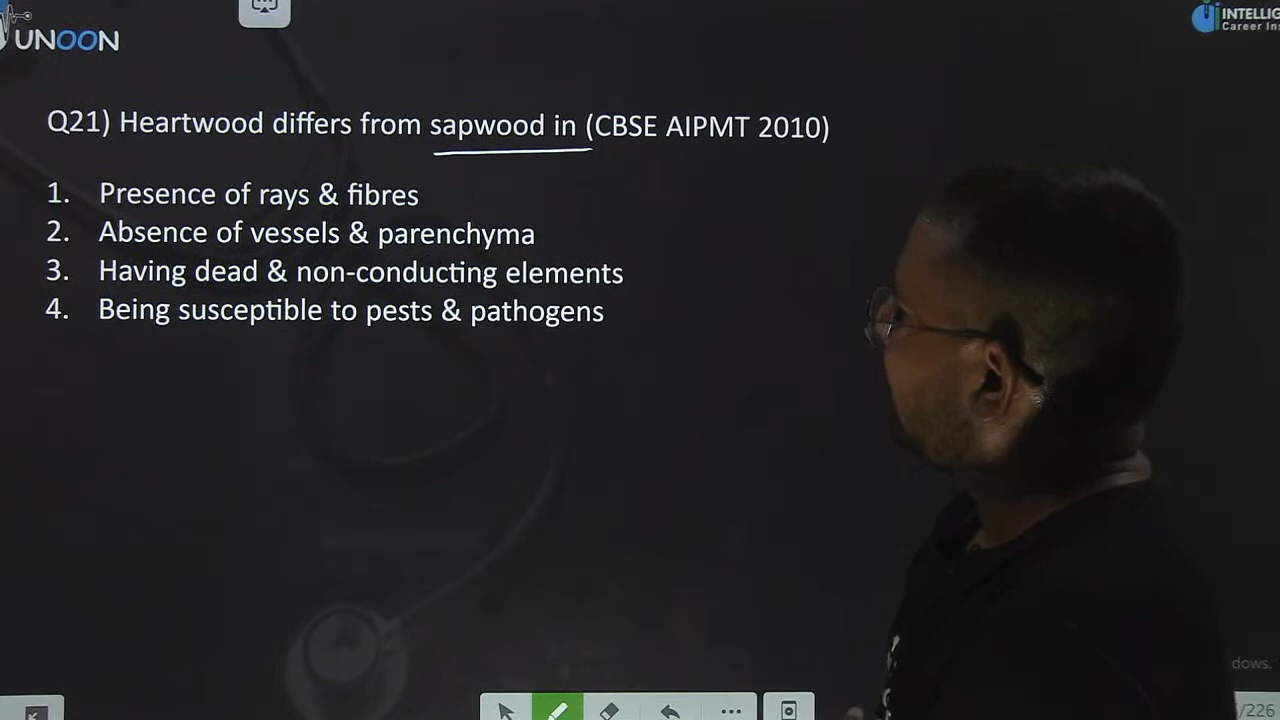 UNOON
INTELLIG
Career Ins
Q21) Heartwood differs from sapwood in (CBSE AIPMT 2010)
1. Presence of rays & fibres
2. Absence of vessels & parenchyma
3. Having dead & non-conducting elements
4. Being susceptible to pests & pathogens
dows.
/226